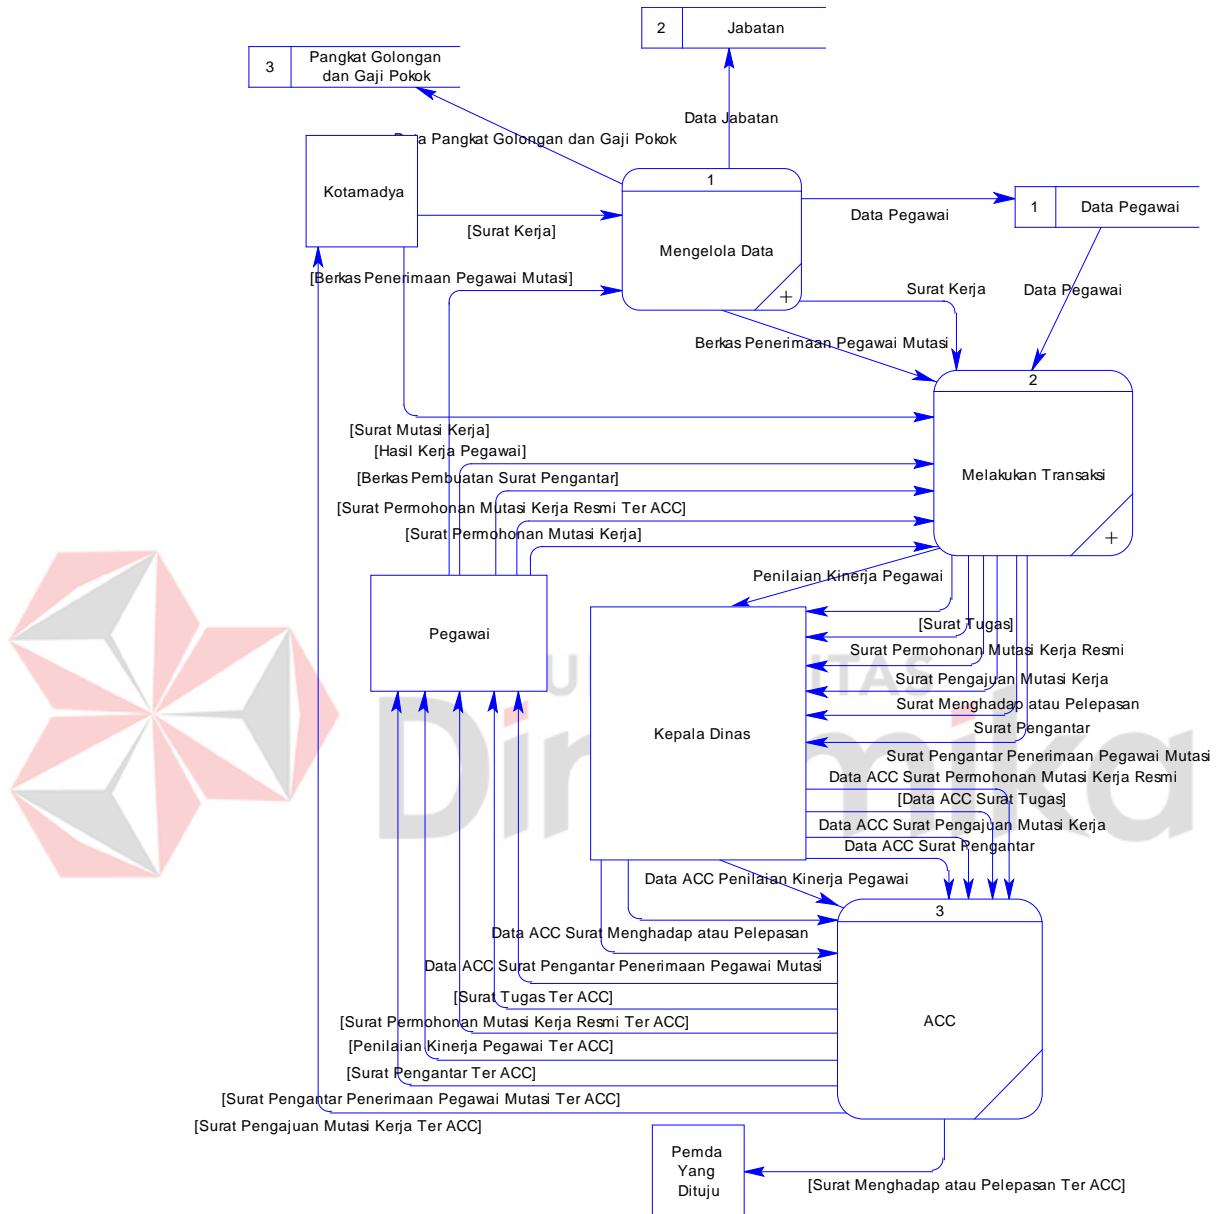 2
Jabatan
3
Pangkat Golongan
dan Gaji Pokok
Data Jabatan
Data Pangkat Golongan dan Gaji Pokok
Kotamadya
1
Mengelola Data
+
[Surat Kerja]
Data Pegawai
1
Data Pegawai
[Berkas Penerimaan Pegawai Mutasi]
Surat Kerja
Data Pegawai
Berkas Penerimaan Pegawai Mutasi
2
Melakukan Transaksi
+
[Surat Mutasi Kerja]
[Hasil Kerja Pegawai]
[Berkas Pembuatan Surat Pengantar]
[Surat Permohonan Mutasi Kerja Resmi Ter ACC]
[Surat Permohonan Mutasi Kerja]
Penilaian Kinerja Pegawai
Pegawai
[Surat Tugas]
Surat Permohonan Mutasi Kerja Resmi
Surat Pengajuan Mutasi Kerja
Surat Menghadap atau Pelepasan
Surat Pengantar
Surat Pengantar Penerimaan Pegawai Mutasi
Kepala Dinas
Data ACC Surat Permohonan Mutasi Kerja Resmi
[Data ACC Surat Tugas]
Data ACC Surat Pengajuan Mutasi Kerja
Data ACC Surat Pengantar
Data ACC Penilaian Kinerja Pegawai
3
ACC
Data ACC Surat Menghadap atau Pelepasan
Data ACC Surat Pengantar Penerimaan Pegawai Mutasi
[Surat Tugas Ter ACC]
[Surat Permohonan Mutasi Kerja Resmi Ter ACC]
[Penilaian Kinerja Pegawai Ter ACC]
[Surat Pengantar Ter ACC]
[Surat Pengantar Penerimaan Pegawai Mutasi Ter ACC]
[Surat Pengajuan Mutasi Kerja Ter ACC]
Pemda
Yang
Dituju
[Surat Menghadap atau Pelepasan Ter ACC]